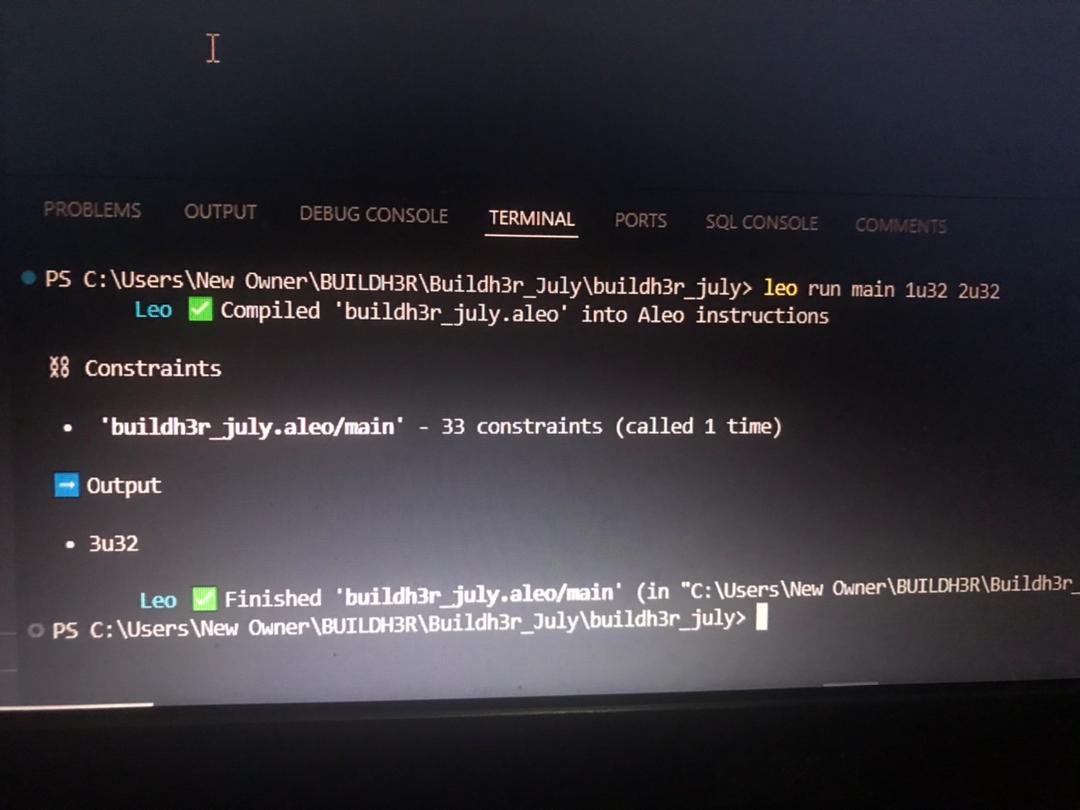 PROBLEMS OUTPUT DEBUG CONSOLE TERMINAL PORTS SQL CONSOLE COMMENTS
PS C:\Users\New Owner\BUILDH3R\Buildh3r_July\buildh3r_july> leo run main 1u32 2u32
Leo ✅ Compiled 'buildh3r_july.aleo' into Aleo instructions
⛓ Constraints
• 'buildh3r_july.aleo/main' - 33 constraints (called 1 time)
➡️ Output
• 3u32
Leo ✅ Finished 'buildh3r_july.aleo/main' (in "C:\Users\New Owner\BUILDH3R\Buildh3r_
PS C:\Users\New Owner\BUILDH3R\Buildh3r_July\buildh3r_july>